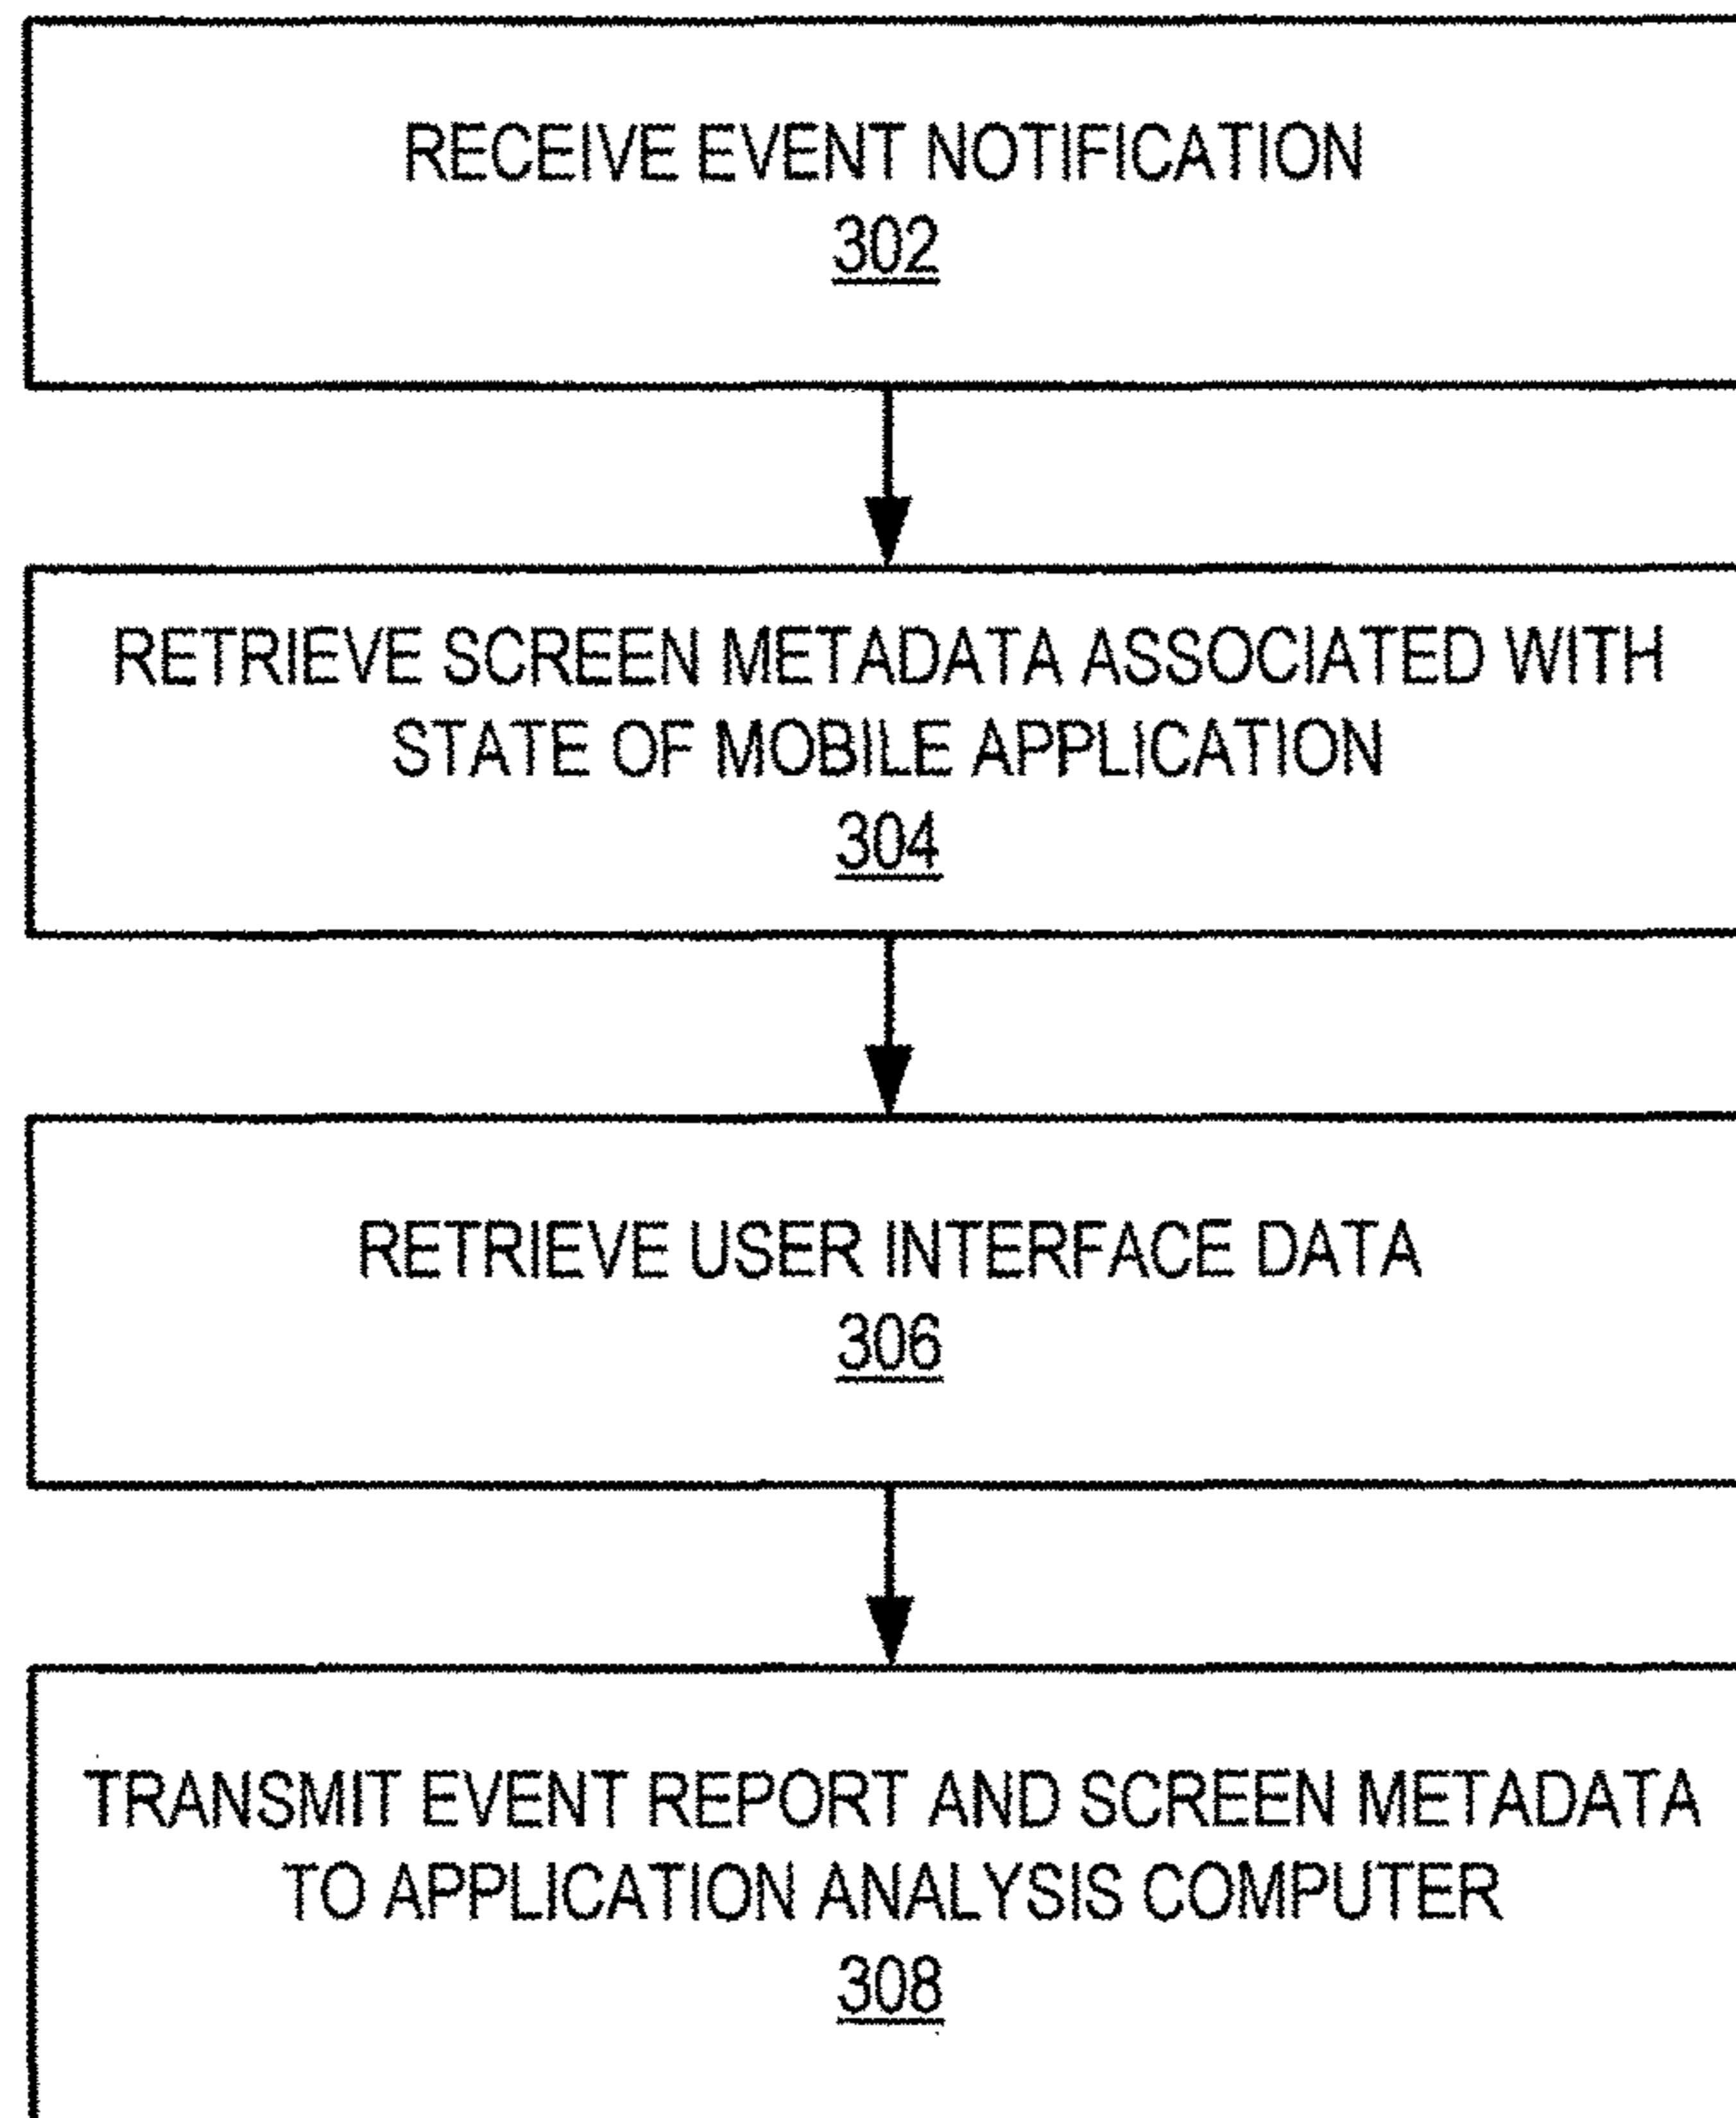 RECEIVE EVENT NOTIFICATION
302
RETRIEVE SCREEN METADATA ASSOCIATED WITH
STATE OF MOBILE APPLICATION
304
RETRIEVE USER INTERFACE DATA
306
TRANSMIT EVENT REPORT AND SCREEN METADATA
TO APPLICATION ANALYSIS COMPUTER
308